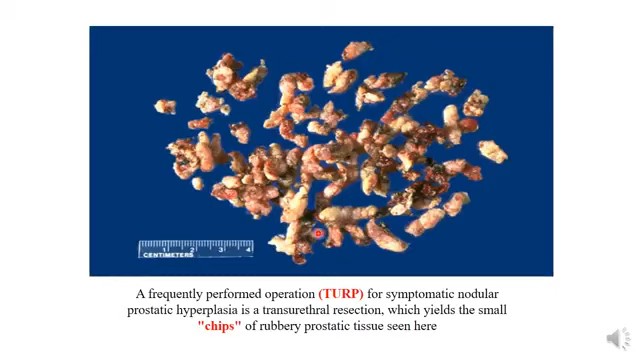 1 2 3 4
CENTIMETERS
A frequently performed operation (TURP) for symptomatic nodular
prostatic hyperplasia is a transurethral resection, which yields the small
"chips" of rubbery prostatic tissue seen here